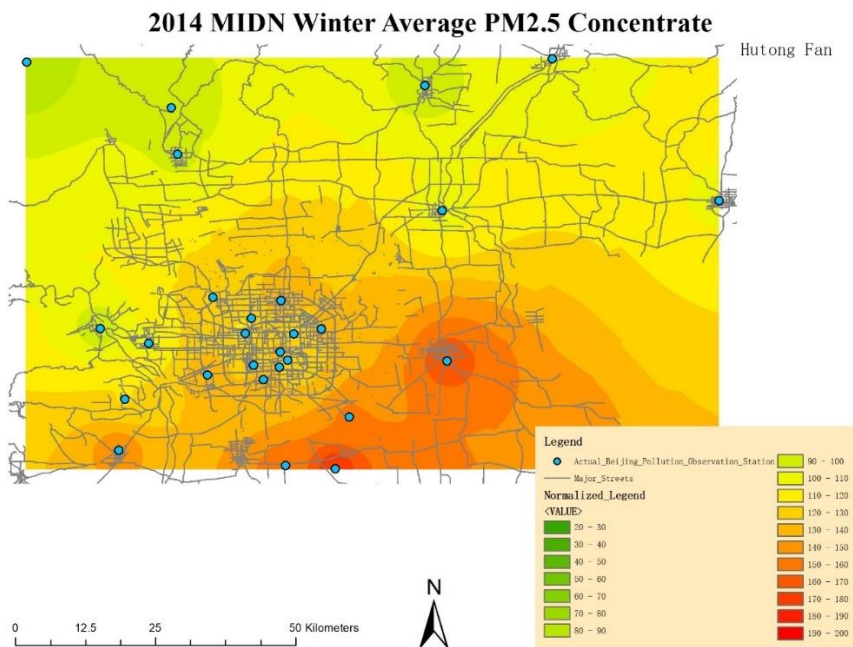 2014 MIDN Winter Average PM2.5 Concentrate
Hutong Fan
Legend
Actual_Beijing_Pollution_Observation_Station
Major_Streets
Normalized_Legend
<VALUE>
20 - 30
30 - 40
40 - 50
50 - 60
60 - 70
70 - 80
80 - 90
90 - 100
100 - 110
110 - 120
120 - 130
130 - 140
140 - 150
150 - 160
160 - 170
170 - 180
180 - 190
190 - 200
N
0 12.5 25 50 Kilometers